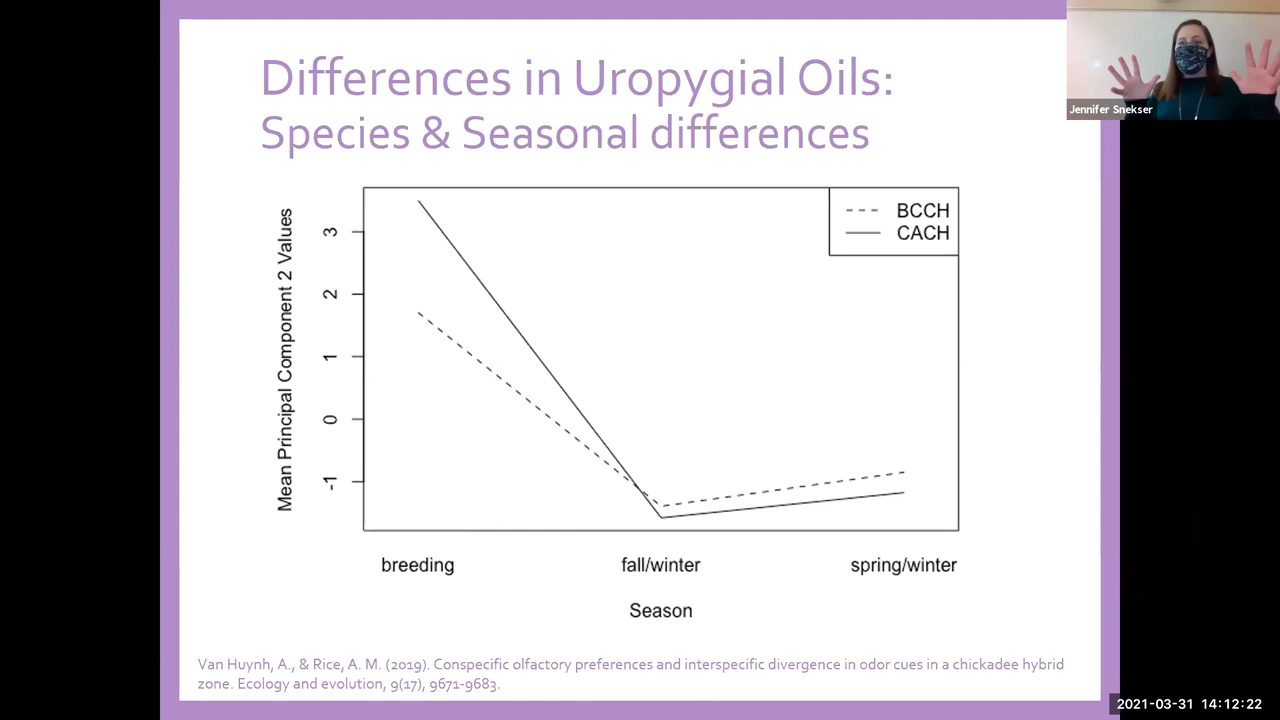 Differences in Uropygial Oils:
Species & Seasonal differences
Jennifer Snekser
BCCH
CACH
Mean Principal Component 2 Values
3
2
1
0
-1
breeding
fall/winter
spring/winter
Season
Van Huynh, A., & Rice, A. M. (2019). Conspecific olfactory preferences and interspecific divergence in odor cues in a chickadee hybrid
zone. Ecology and evolution, 9(17), 9671-9683.
2021-03-31 14:12:22